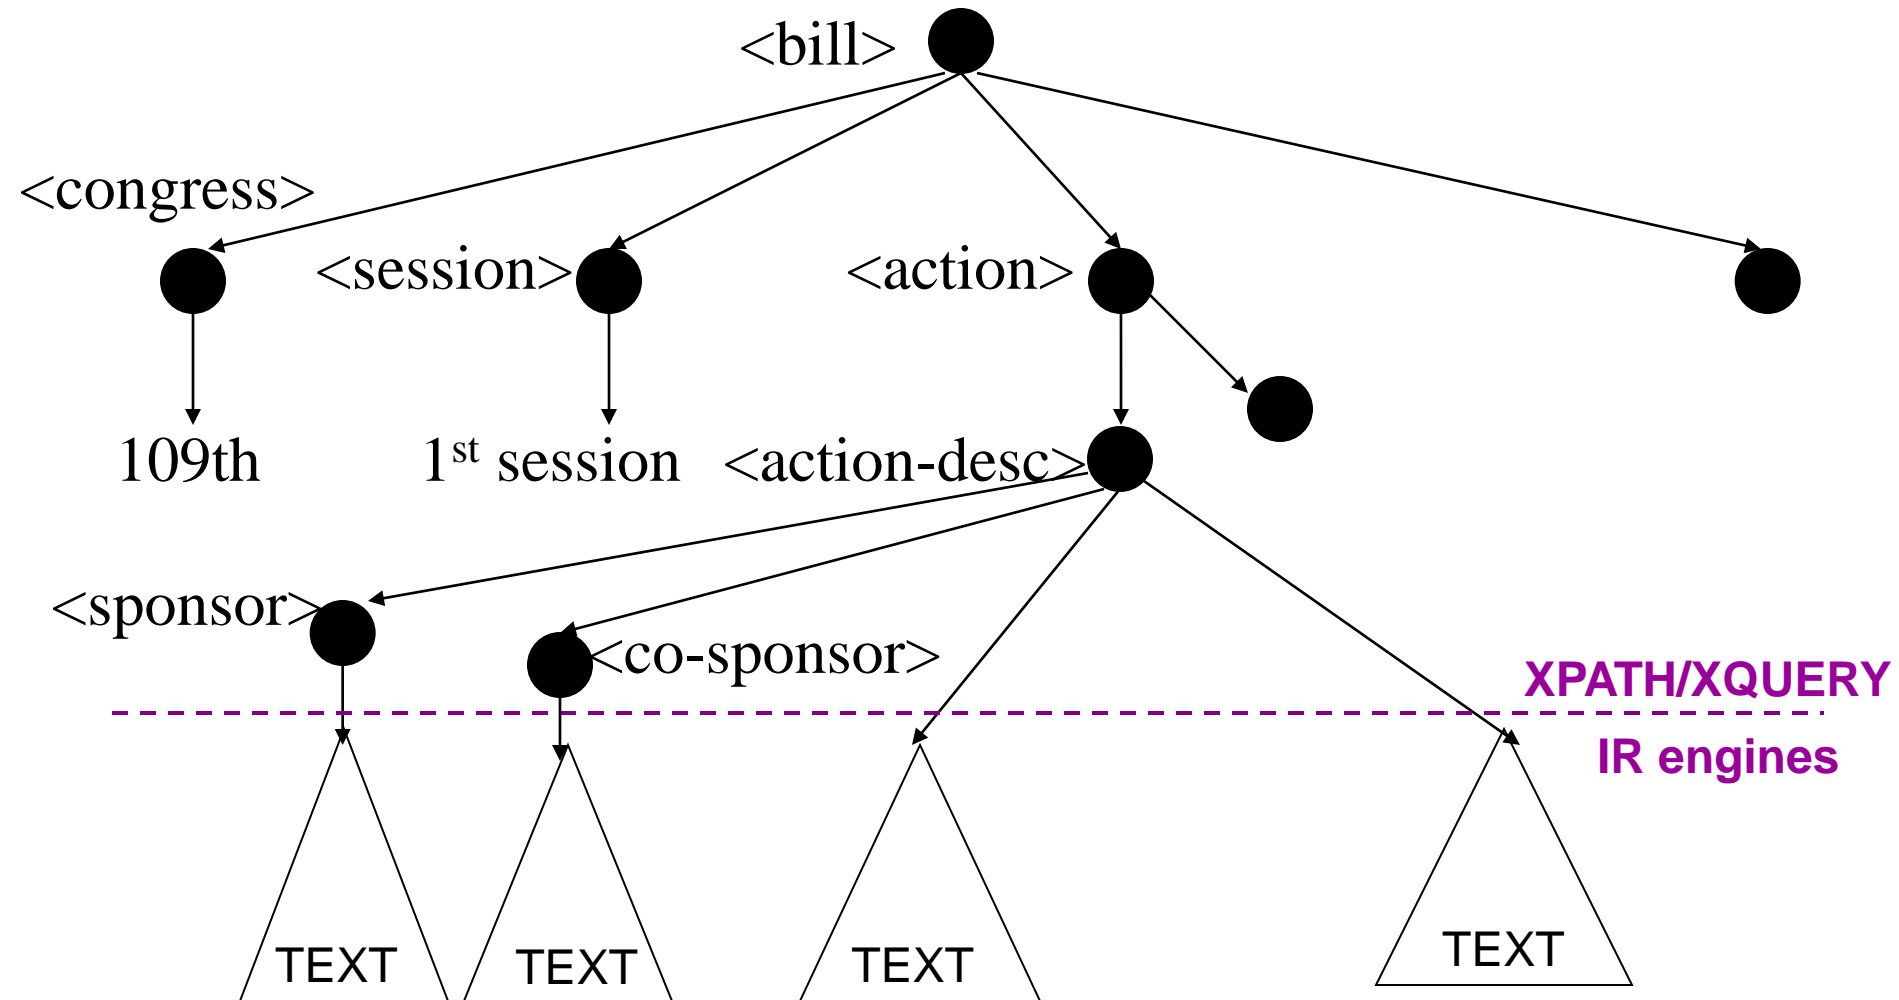 <bill>
<congress>
<session>
<action>
109th
1st session
<action-desc>
<sponsor>
<co-sponsor>
XPATH/XQUERY
IR engines
TEXT
TEXT
TEXT
TEXT